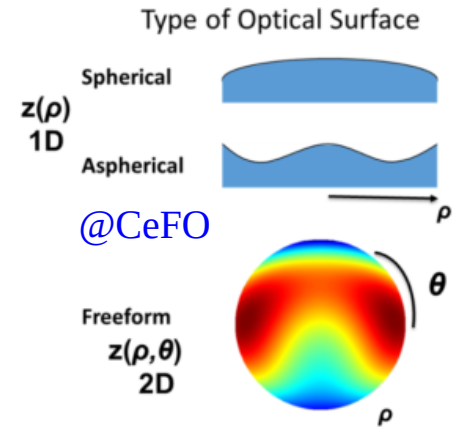 Type of Optical Surface
Spherical
z(ρ)
1D
Aspherical
ρ
@CeFO
θ
Freeform
z(ρ,θ)
2D
ρ